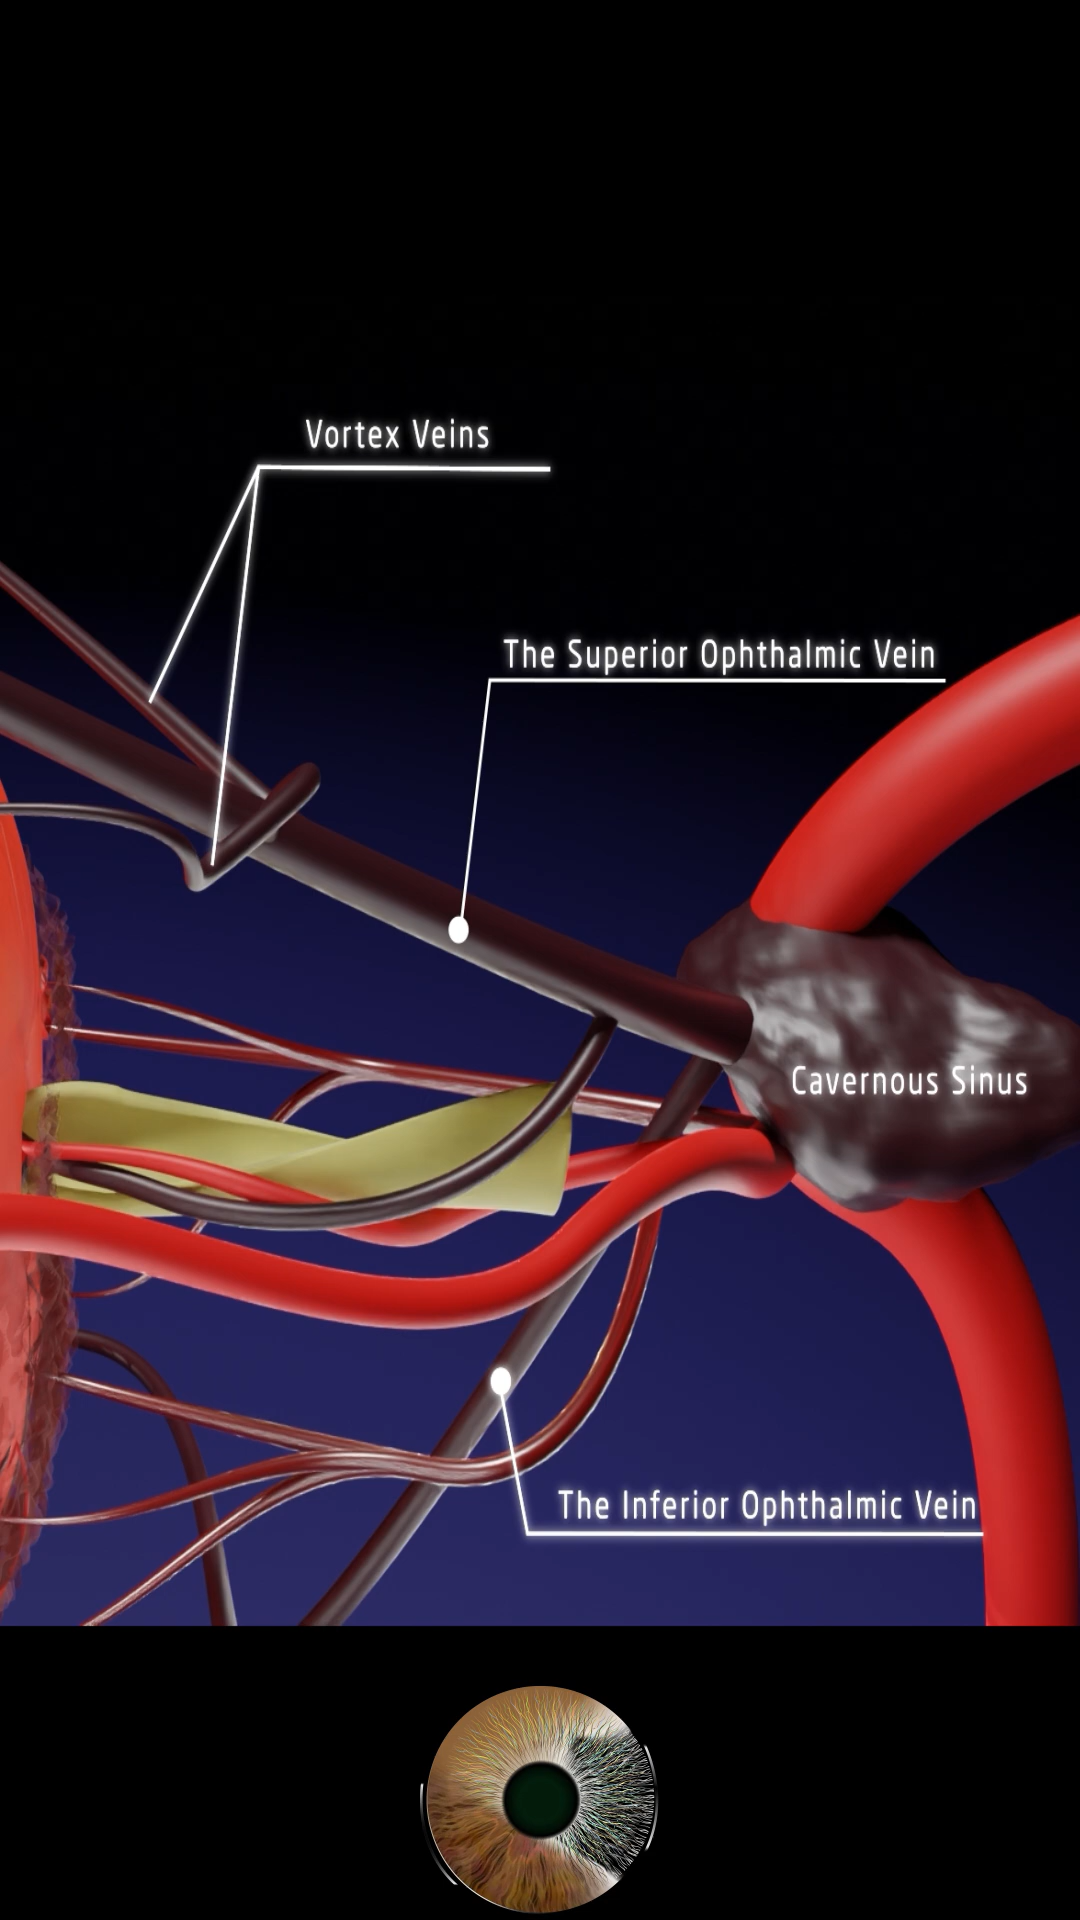 Vortex Veins
The Superior Ophthalmic Vein
Cavernous Sinus
The Inferior Ophthalmic Vein